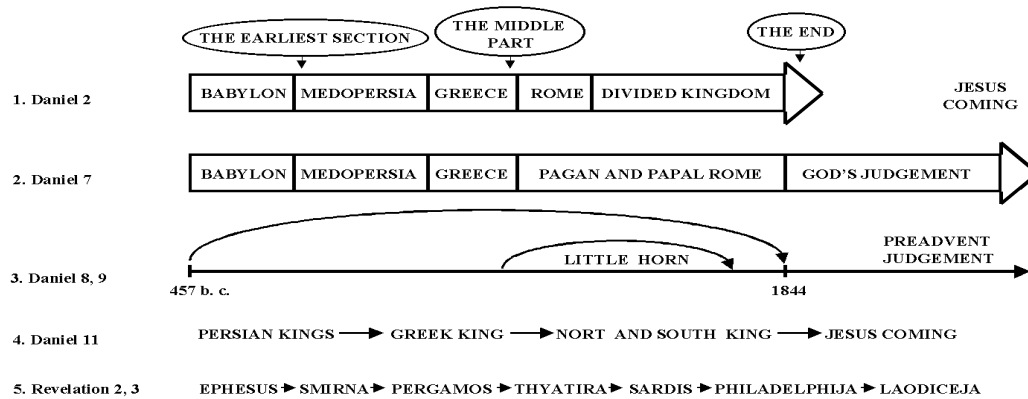 THE EARLIEST SECTION
THE MIDDLE
PART
THE END
1. Daniel 2
BABYLON MEDOPERSIA GREECE ROME DIVIDED KINGDOM
JESUS
COMING
2. Daniel 7
BABYLON MEDOPERSIA GREECE PAGAN AND PAPAL ROME GOD'S JUDGEMENT
3. Daniel 8, 9
LITTLE HORN
PREADVENT
JUDGEMENT
457 b. c.
1844
4. Daniel 11
PERSIAN KINGS GREEK KING NORT AND SOUTH KING JESUS COMING
5. Revelation 2, 3
EPHESUS SMIRNA PERGAMOS THYATIRA SARDIS PHILADELPHIJA LAODICEJA